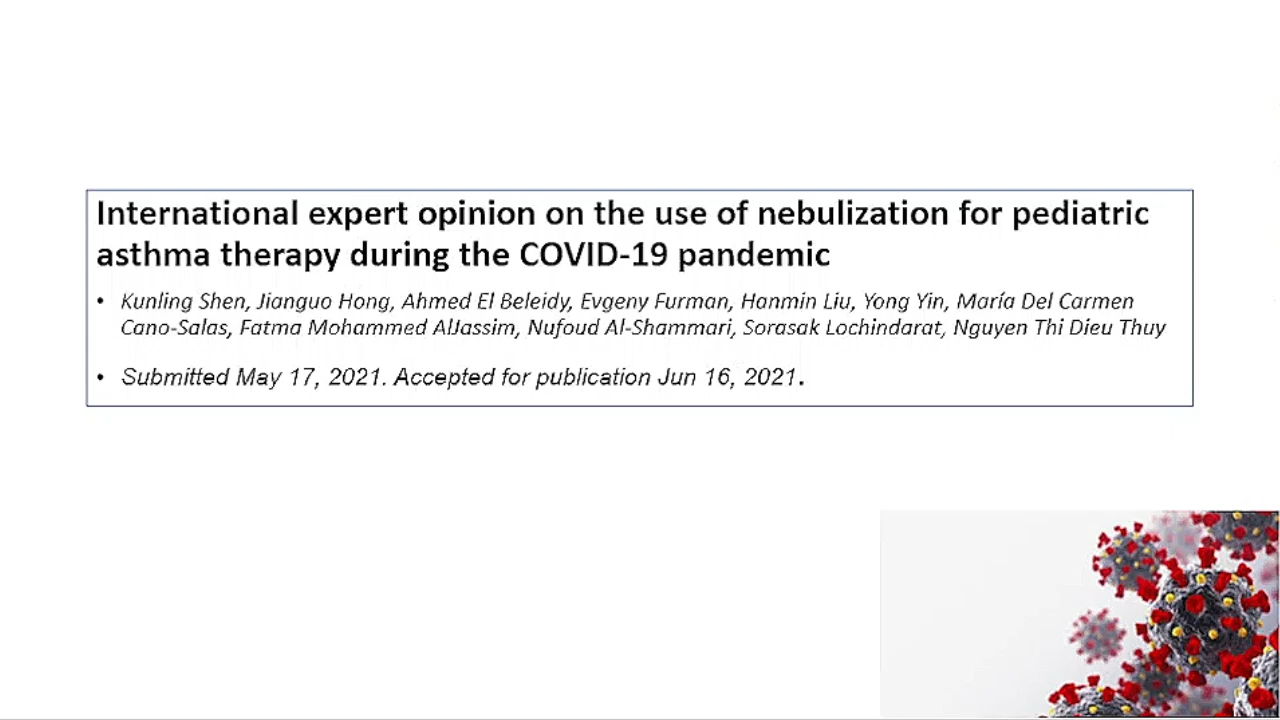 International expert opinion on the use of nebulization for pediatric
asthma therapy during the COVID-19 pandemic
• Kunling Shen, Jianguo Hong, Ahmed El Beleidy, Evgeny Furman, Hanmin Liu, Yong Yin, María Del Carmen
Cano-Salas, Fatma Mohammed AlJassim, Nufoud Al-Shammari, Sorasak Lochindarat, Nguyen Thi Dieu Thuy
• Submitted May 17, 2021. Accepted for publication Jun 16, 2021.